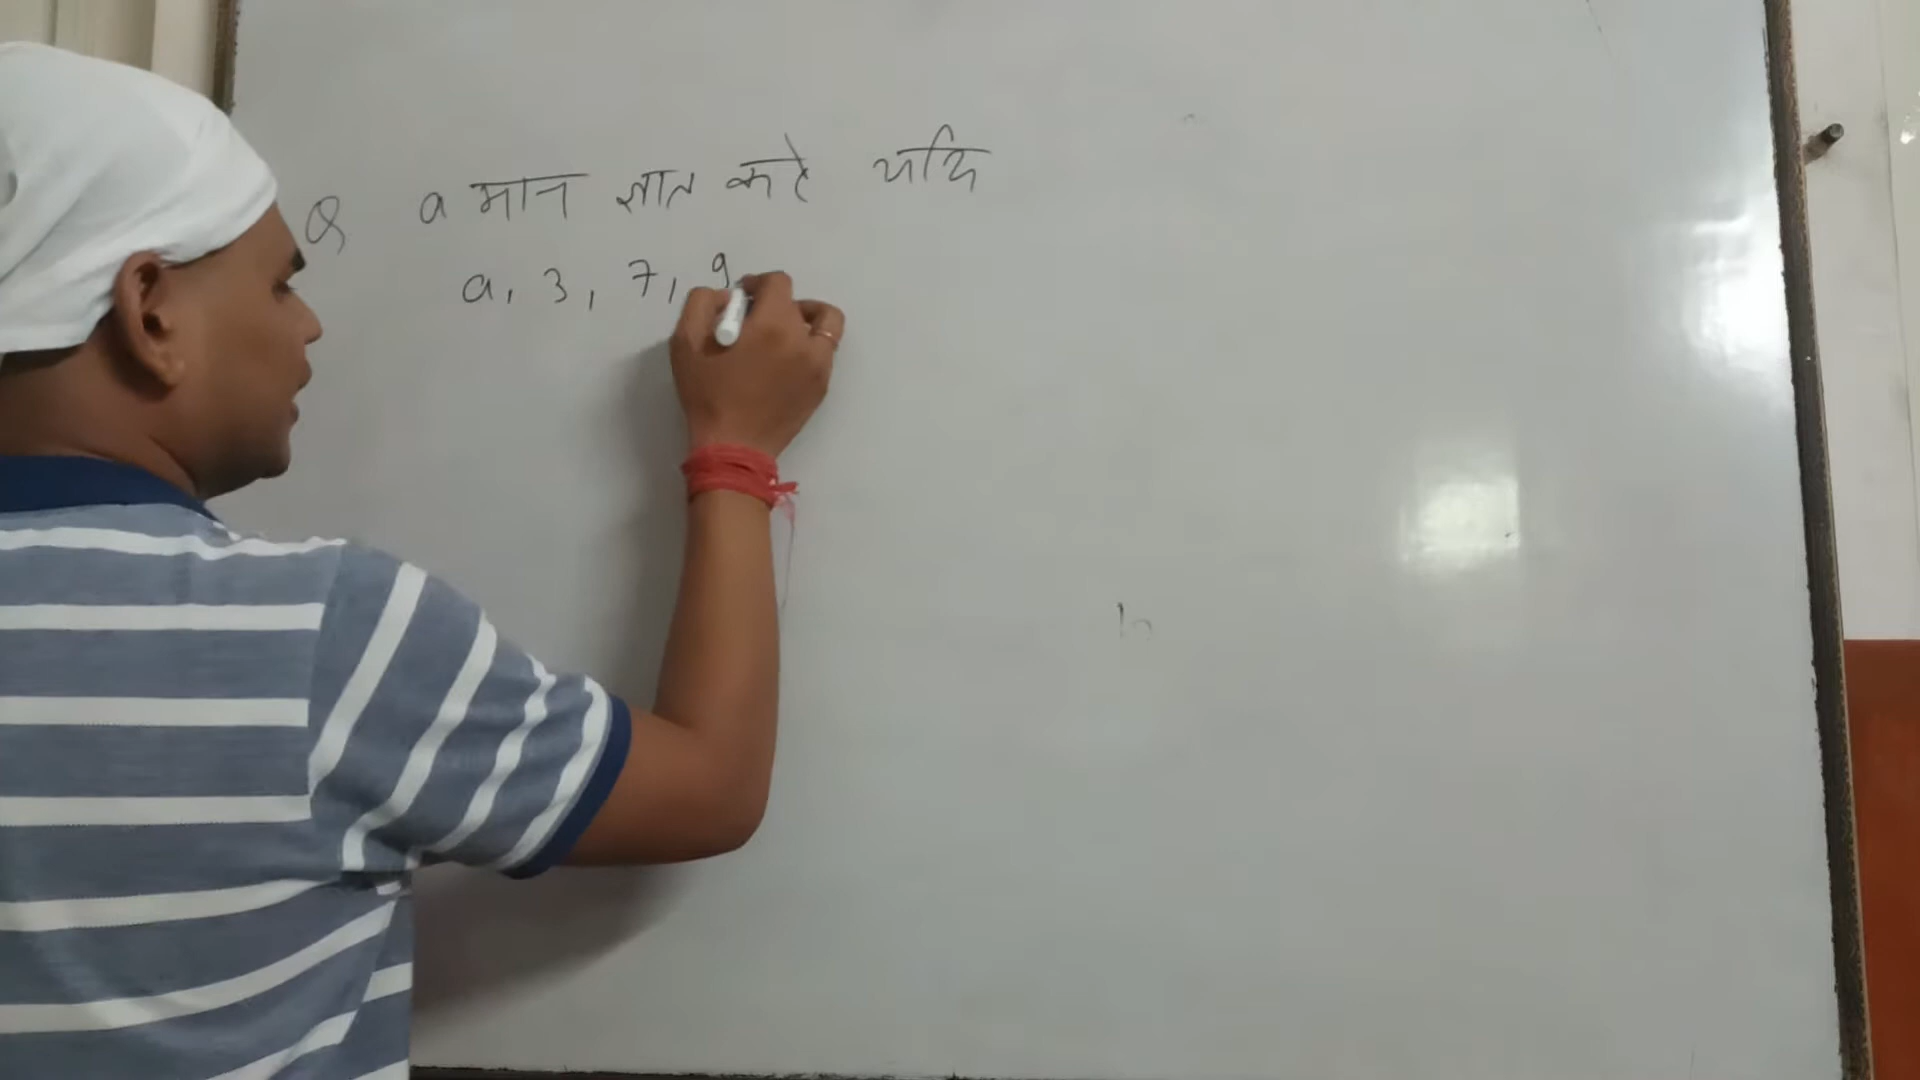 Q a मान ज्ञात करे यदि
a, 3, 7, 9